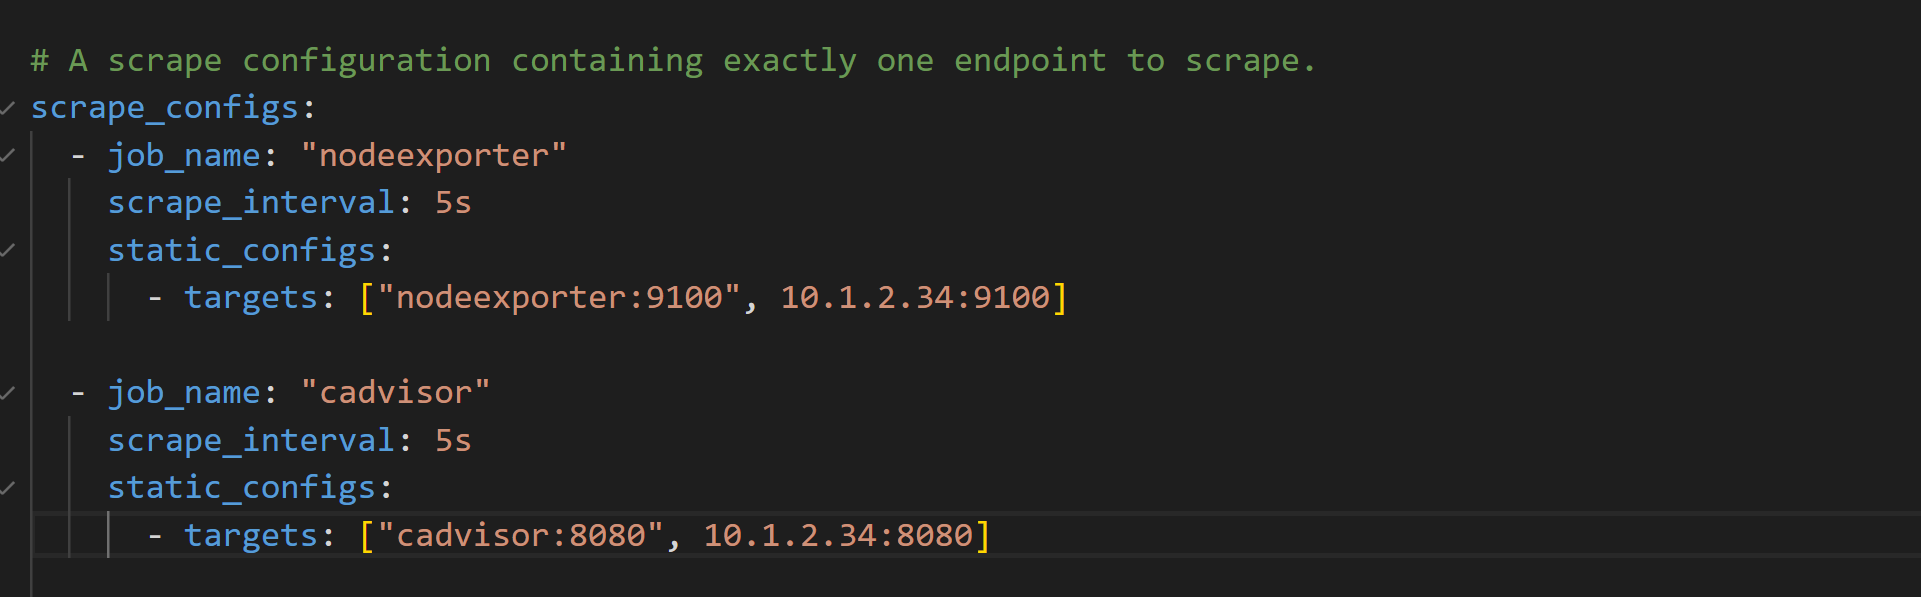 # A scrape configuration containing exactly one endpoint to scrape.
scrape_configs:
  - job_name: "nodeexporter"
    scrape_interval: 5s
    static_configs:
      - targets: ["nodeexporter:9100", 10.1.2.34:9100]

  - job_name: "cadvisor"
    scrape_interval: 5s
    static_configs:
      - targets: ["cadvisor:8080", 10.1.2.34:8080]